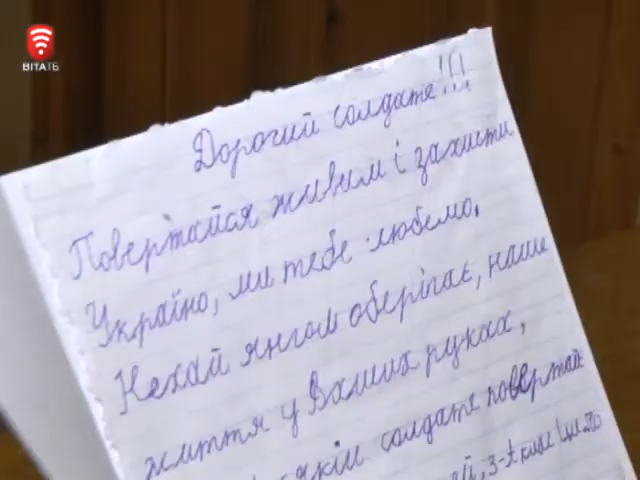 ВІТА ТБ
Дорогий солдате!!!
Повертайся живим і захисти
Україно, ми тебе любемо.
Нехай янгол оберігає, наше
життя у Ваших руках,
солдате повертай
3-А клас